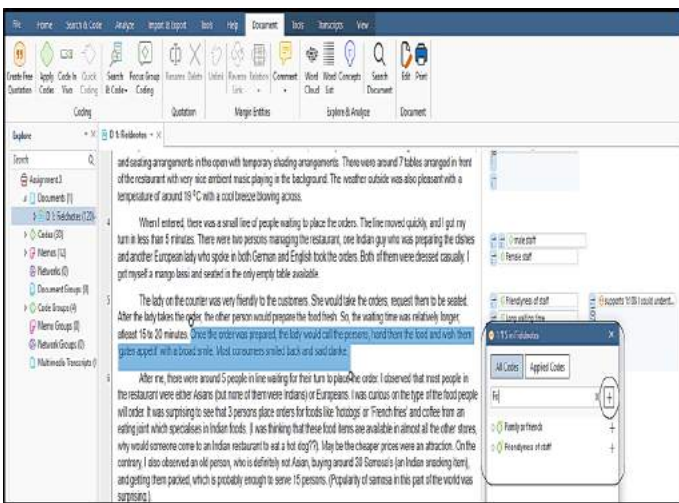 File Home Search & Code Analyze Import & Export Tools Help Document Tools Transcripts View
Create Free Quotation Apply Codes Code In Vivo Quick Coding Search & Code Focus Group Coding Rename Delete Unlink Reverse Link Relation Comment Word Cloud Word List Concepts Search Document Edit Print
Coding Quotation Margin Entities Explore & Analyze Document
Explore
D 1: Fieldnotes
Search
Assignment3
Documents (1)
D 1: Fieldnotes (120)
Codes (30)
Memos (12)
Networks (0)
Document Groups (0)
Code Groups (4)
Memo Groups (0)
Network Groups (0)
Multimedia Transcripts (
and seating arrangements in the open with temporary shading arrangements. There were around 7 tables arranged in front
of the restaurant with very nice ambient music playing in the background. The weather outside was also pleasant with a
temperature of around 19 °C with a cool breeze blowing across.
4 When I entered, there was a small line of people waiting to place the orders. The line moved quickly, and I got my
turn in less than 5 minutes. There were two persons managing the restaurant, one Indian guy who was preparing the dishes
and another European lady who spoke in both German and English took the orders. Both of them were dressed casually. I
got myself a mango lassi and seated in the only empty table available.
5 The lady on the counter was very friendly to the customers. She would take the orders, request them to be seated.
After the lady takes the order, the other person would prepare the food fresh. So, the waiting time was relatively longer,
atleast 15 to 20 minutes. Once the order was prepared, the lady would call the persons, hand them the food and wish them
'guten appetit' with a broad smile. Most consumers smiled back and said danke.
6 After me, there were around 5 people in line waiting for their turn to place the order. I observed that most people in
the restaurant were either Asians (but none of them were Indians) or Europeans. I was curious on the type of the food people
will order. It was surprising to see that 3 persons place orders for foods like 'hotdogs' or 'French fries' and coffee from an
eating joint which specialises in Indian foods. (I was thinking that these food items are available in almost all the other stores,
why would someone come to an Indian restaurant to eat a hot dog??). May be the cheaper prices were an attraction. On the
contrary, I also observed an old person, who is definitely not Asian, buying around 30 Samosa's (an Indian snacking item),
and getting them packed, which is probably enough to serve 15 persons. (Popularity of samosa in this part of the world was
surprising.)
male staff
Female staff
Friendlyness of staff
supports 1:108 I could underst...
Long waiting time
in Fieldnotes
All Codes Applied Codes
Family or friends
Friendlyness of staff